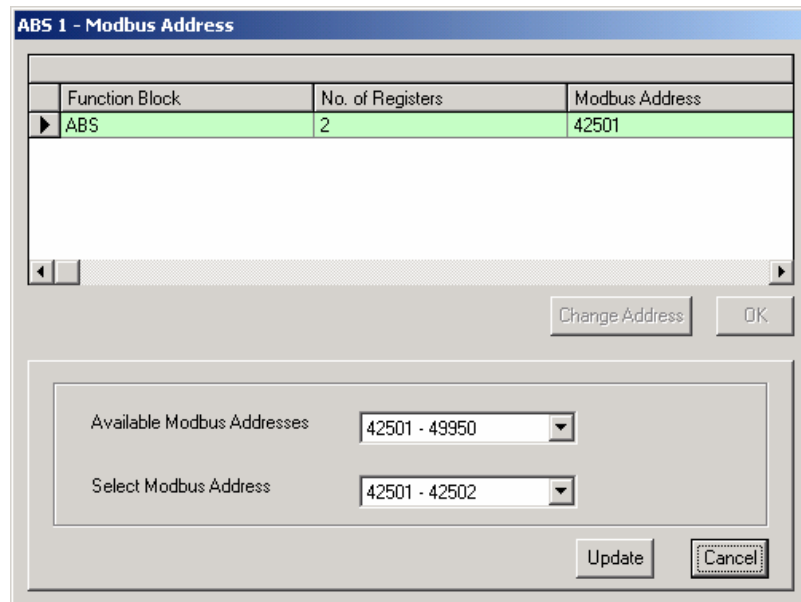 ABS 1 - Modbus Address
Function Block No. of Registers Modbus Address
ABS 2 42501
Change Address OK
Available Modbus Addresses 42501 - 49950
Select Modbus Address 42501 - 42502
Update Cancel